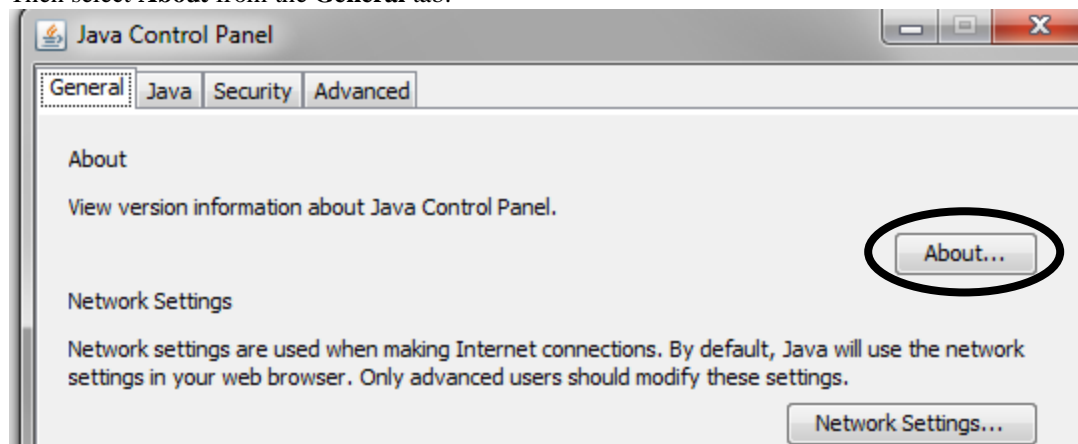 Then select About from the General tab.
Java Control Panel
General Java Security Advanced
About
View version information about Java Control Panel.
About...
Network Settings
Network settings are used when making Internet connections. By default, Java will use the network
settings in your web browser. Only advanced users should modify these settings.
Network Settings...